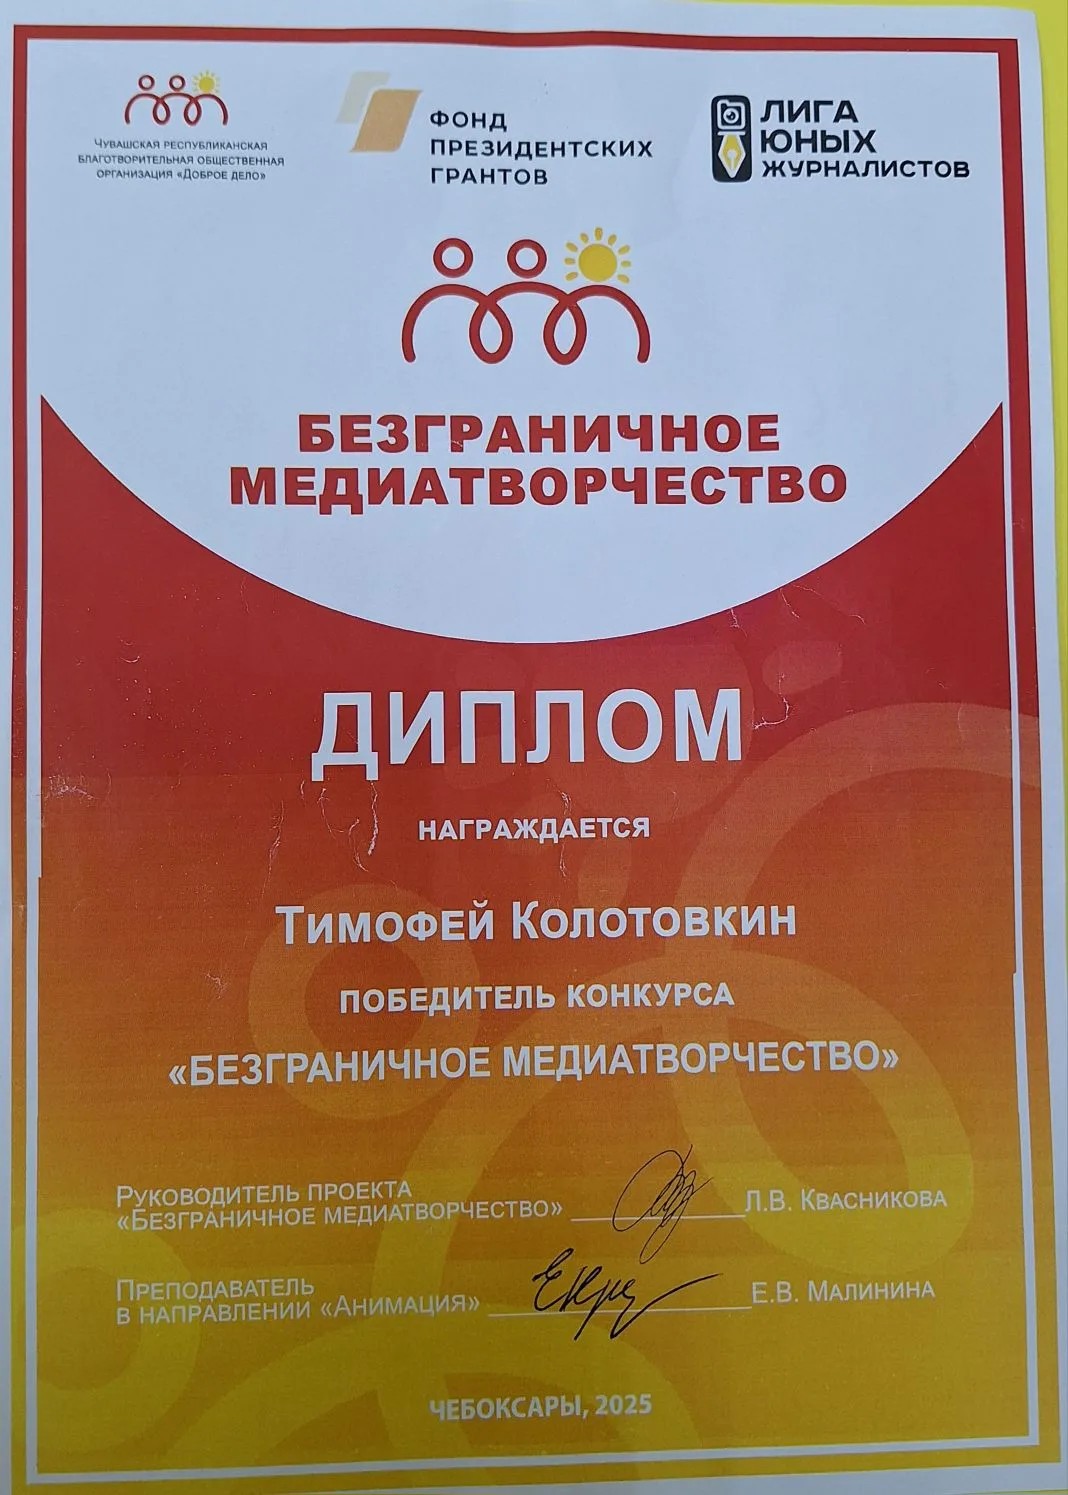 Чувашская республиканская
благотворительная общественная
организация «Доброе дело»
ФОНД
ПРЕЗИДЕНТСКИХ
ГРАНТОВ
ЛИГА
ЮНЫХ
ЖУРНАЛИСТОВ
БЕЗГРАНИЧНОЕ
МЕДИАТВОРЧЕСТВО
ДИПЛОМ
НАГРАЖДАЕТСЯ
Тимофей Колотовкин
ПОБЕДИТЕЛЬ КОНКУРСА
«БЕЗГРАНИЧНОЕ МЕДИАТВОРЧЕСТВО»
Руководитель проекта
«Безграничное медиатворчество» Л.В. Квасникова
Преподаватель
в направлении «Анимация» Е.В. Малинина
ЧЕБОКСАРЫ, 2025